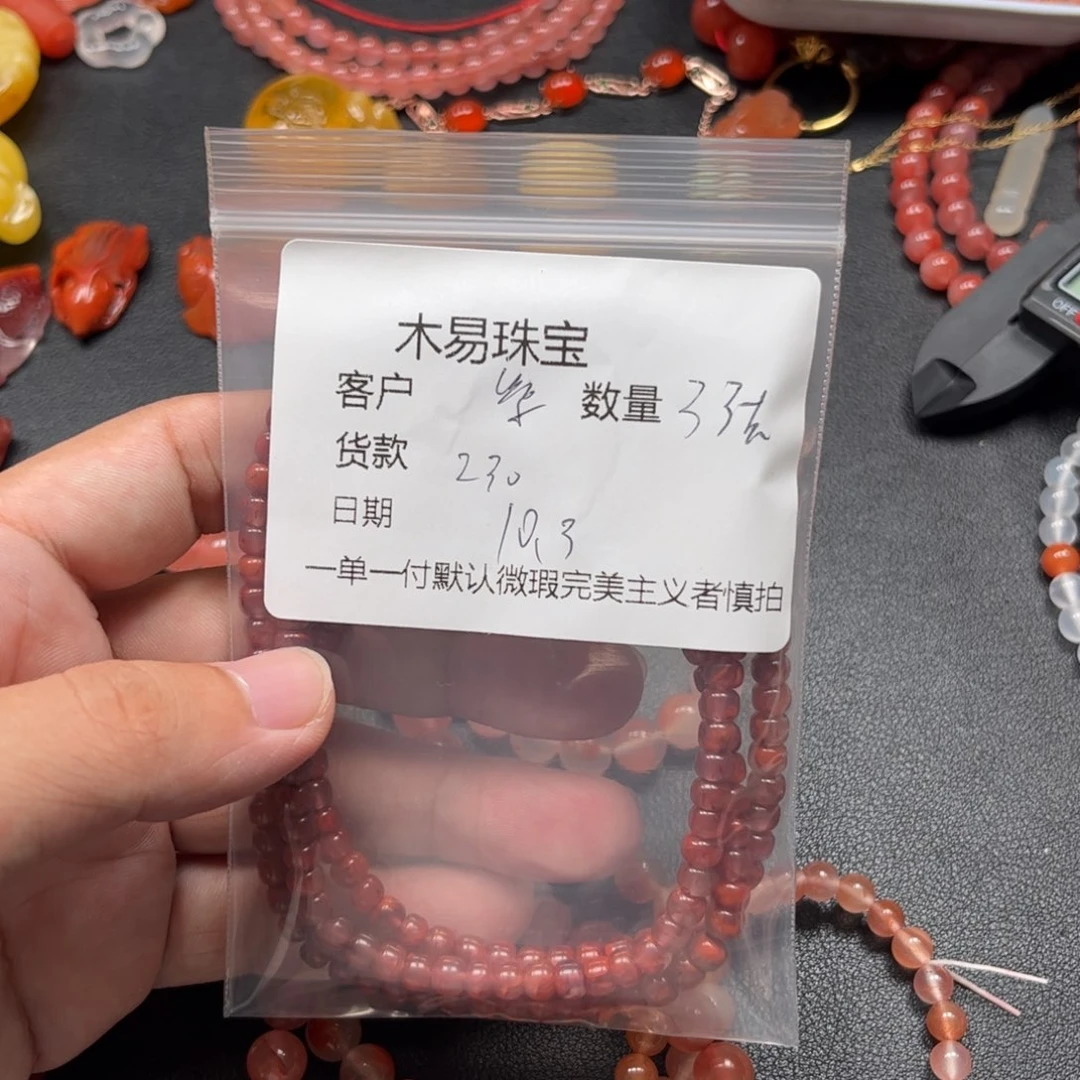 木易珠宝
客户 数量
货款 230
日期 10.3
一单一付默认微瑕完美主义者慎拍
OFF